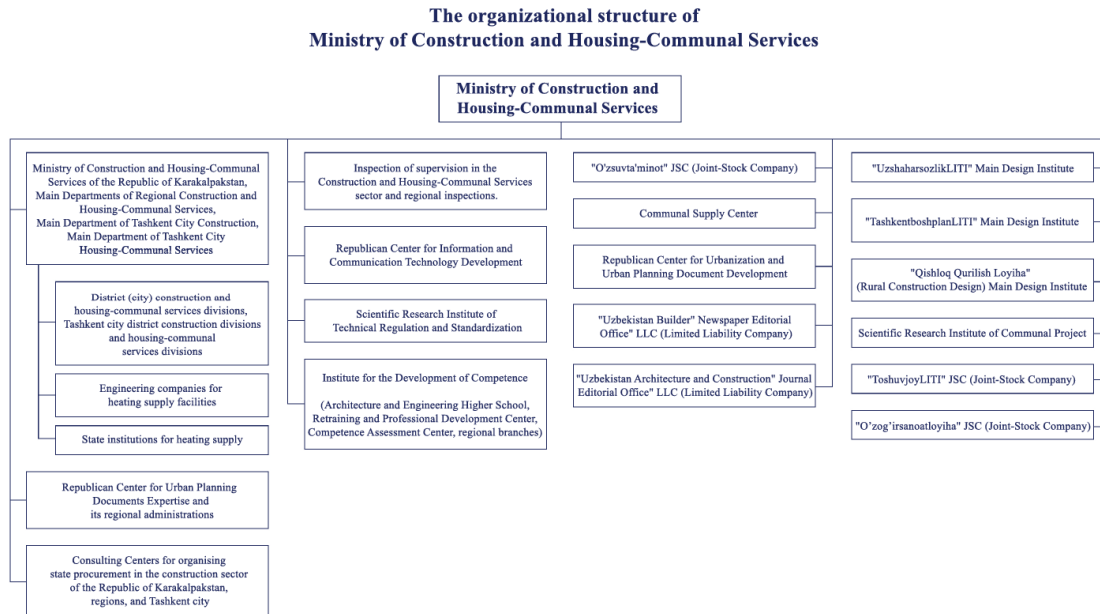 The organizational structure of
Ministry of Construction and Housing-Communal Services
Ministry of Construction and
Housing-Communal Services
Ministry of Construction and Housing-Communal
Services of the Republic of Karakalpakstan,
Main Departments of Regional Construction and
Housing-Communal Services,
Main Department of Tashkent City Construction,
Main Department of Tashkent City
Housing-Communal Services
District (city) construction and
housing-communal services divisions,
Tashkent city district construction divisions
and housing-communal
services divisions
Engineering companies for
heating supply facilities
State institutions for heating supply
Republican Center for Urban Planning
Documents Expertise and
its regional administrations
Consulting Centers for organising
state procurement in the construction sector
of the Republic of Karakalpakstan,
regions, and Tashkent city
Inspection of supervision in the
Construction and Housing-Communal Services
sector and regional inspections.
Republican Center for Information and
Communication Technology Development
Scientific Research Institute of
Technical Regulation and Standardization
Institute for the Development of Competence
(Architecture and Engineering Higher School,
Retraining and Professional Development Center,
Competence Assessment Center, regional branches)
"O'zsuvta'minot" JSC (Joint-Stock Company)
Communal Supply Center
Republican Center for Urbanization and
Urban Planning Document Development
"Uzbekistan Builder" Newspaper Editorial
Office" LLC (Limited Liability Company)
"Uzbekistan Architecture and Construction" Journal
Editorial Office" LLC (Limited Liability Company)
"UzshaharsozlikLITI" Main Design Institute
"TashkentboshplanLITI" Main Design Institute
"Qishloq Qurilish Loyiha"
(Rural Construction Design) Main Design Institute
Scientific Research Institute of Communal Project
"ToshuvjoyLITI" JSC (Joint-Stock Company)
"O’zog’irsanoatloyiha" JSC (Joint-Stock Company)